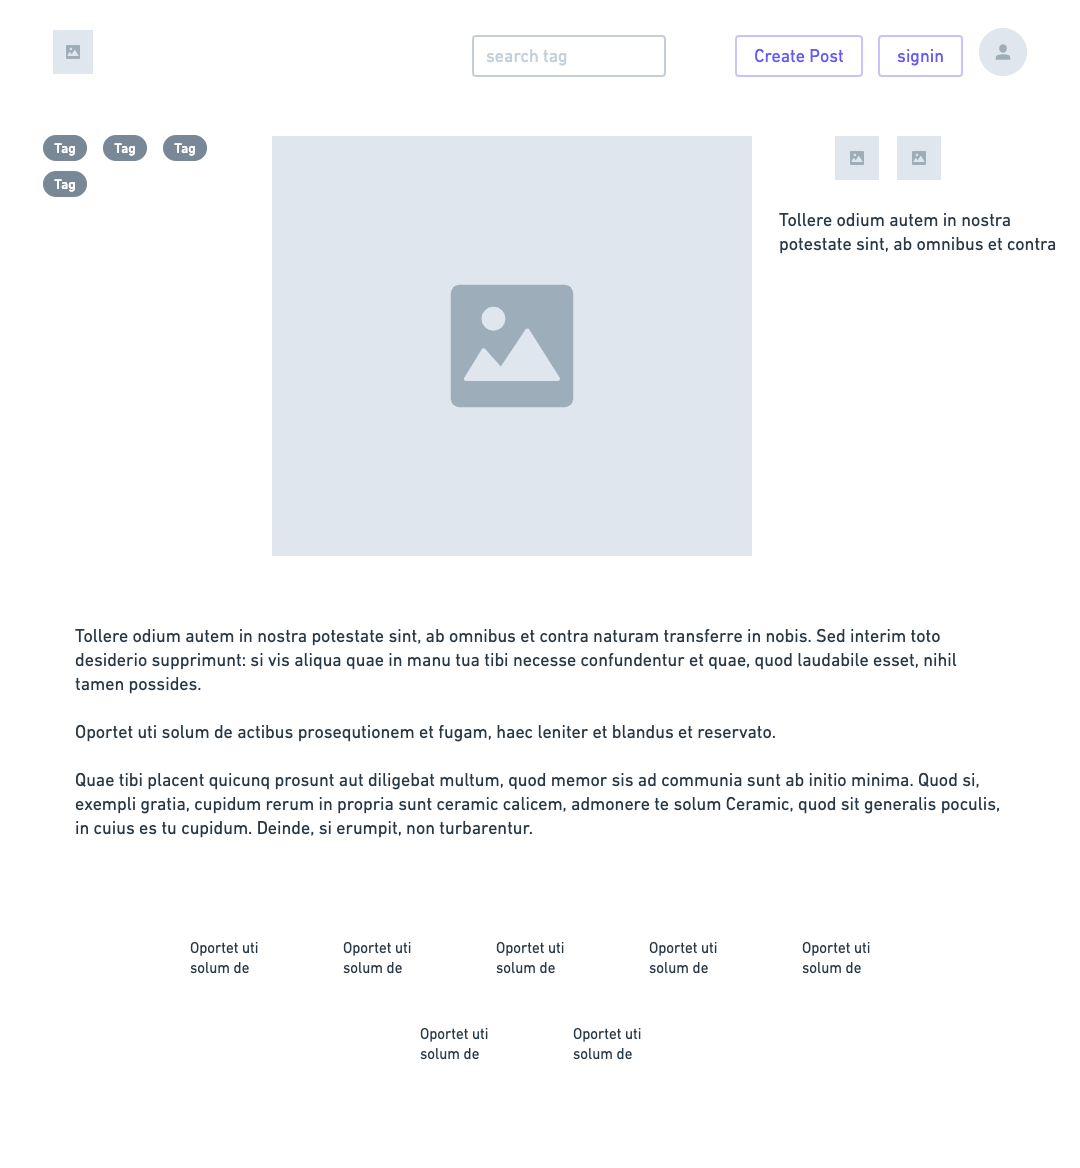 search tag
Create Post
signin
Tag
Tag
Tag
Tag
Tollere odium autem in nostra
potestate sint, ab omnibus et contra
Tollere odium autem in nostra potestate sint, ab omnibus et contra naturam transferre in nobis. Sed interim toto
desiderio supprimunt: si vis aliqua quae in manu tua tibi necesse confundentur et quae, quod laudabile esset, nihil
tamen possides.
Oportet uti solum de actibus prosequtionem et fugam, haec leniter et blandus et reservato.
Quae tibi placent quicunq prosunt aut diligebat multum, quod memor sis ad communia sunt ab initio minima. Quod si,
exempli gratia, cupidum rerum in propria sunt ceramic calicem, admonere te solum Ceramic, quod sit generalis poculis,
in cuius es tu cupidum. Deinde, si erumpit, non turbarentur.
Oportet uti
solum de
Oportet uti
solum de
Oportet uti
solum de
Oportet uti
solum de
Oportet uti
solum de
Oportet uti
solum de
Oportet uti
solum de